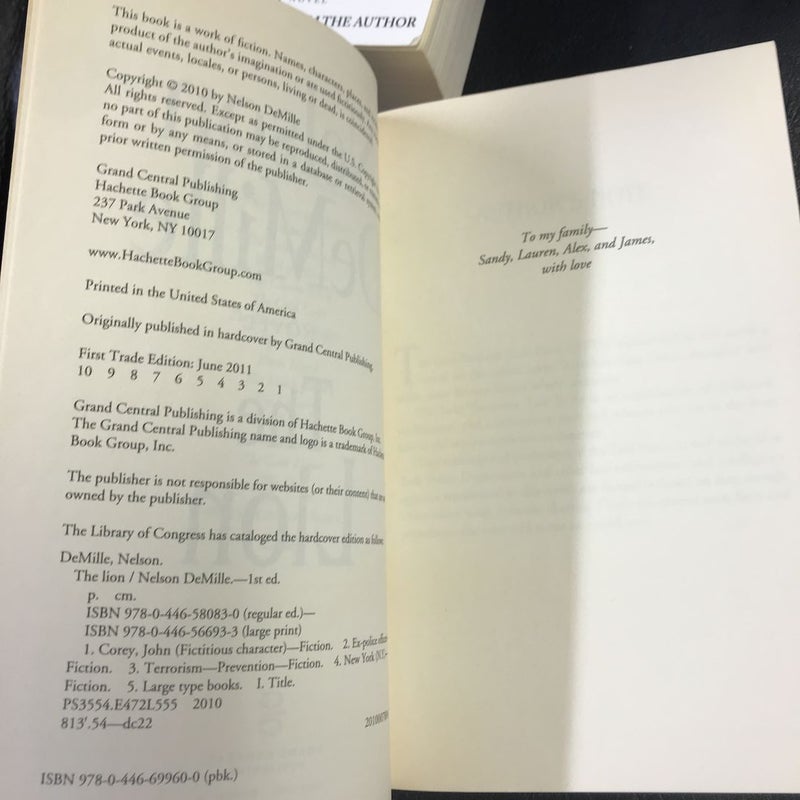 NOVEL
THE AUTHOR
This book is a work of fiction. Names, characters, places, and
product of the author's imagination or are used fictitiously.
actual events, locales, or persons, living or dead, is coincidental.
Copyright © 2010 by Nelson DeMille
All rights reserved. Except as permitted under the U.S. Copyright
no part of this publication may be reproduced, distributed, or
form or by any means, or stored in a database or retrieval
prior written permission of the publisher.
Grand Central Publishing
Hachette Book Group
237 Park Avenue
New York, NY 10017
www.HachetteBookGroup.com
Printed in the United States of America
Originally published in hardcover by Grand Central Publishing
First Trade Edition: June 2011
10 9 8 7 6 5 4 3 2 1
Grand Central Publishing is a division of Hachette Book Group, Inc.
The Grand Central Publishing name and logo is a trademark of
Book Group, Inc.
The publisher is not responsible for websites (or their content) that
owned by the publisher.
The Library of Congress has cataloged the hardcover edition as follows:
DeMille, Nelson.
The lion / Nelson DeMille.—1st ed.
p. cm.
ISBN 978-0-446-58083-0 (regular ed.)—
ISBN 978-0-446-56693-3 (large print)
1. Corey, John (Fictitious character)—Fiction. 2. Ex-police
Fiction. 3. Terrorism—Prevention—Fiction. 4. New York (N.Y.)—
Fiction. 5. Large type books. I. Title.
PS3554.E472L555 2010
813'.54—dc22
ISBN 978-0-446-69960-0 (pbk.)
To my family—
Sandy, Lauren, Alex, and James,
with love